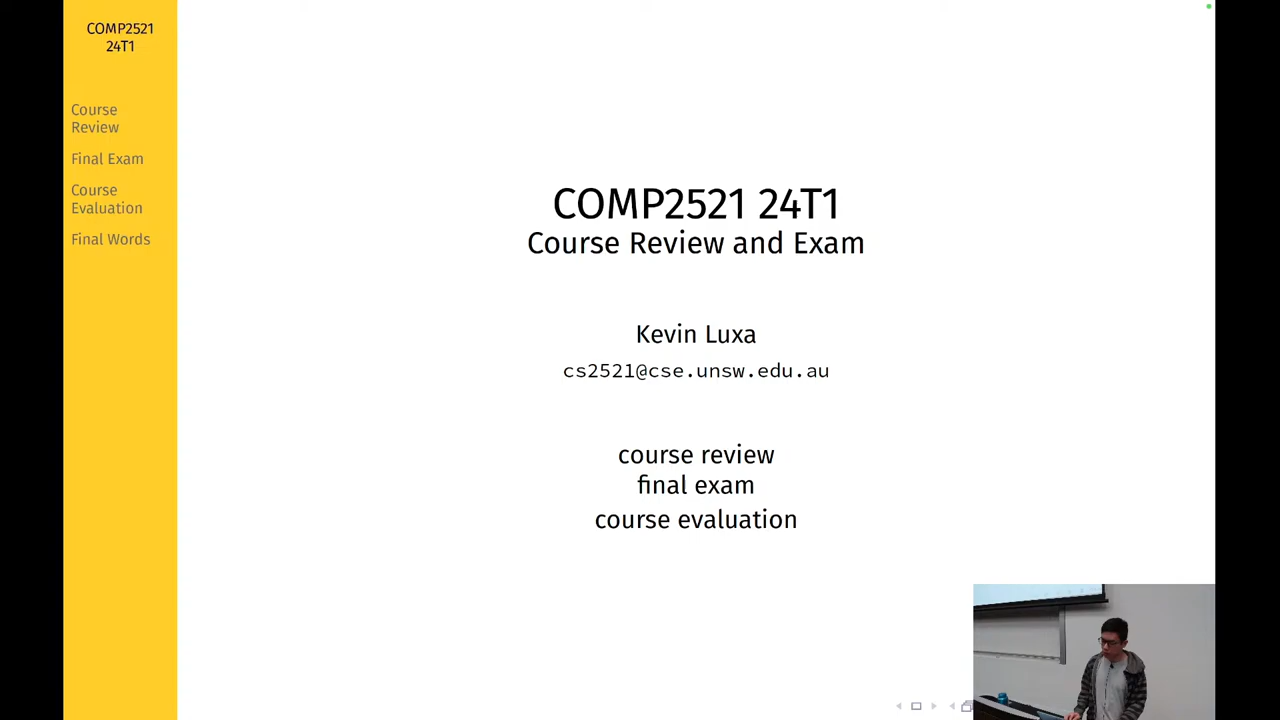 COMP2521
24T1
Course
Review
Final Exam
Course
Evaluation
Final Words
COMP2521 24T1
Course Review and Exam
Kevin Luxa
cs2521@cse.unsw.edu.au
course review
final exam
course evaluation